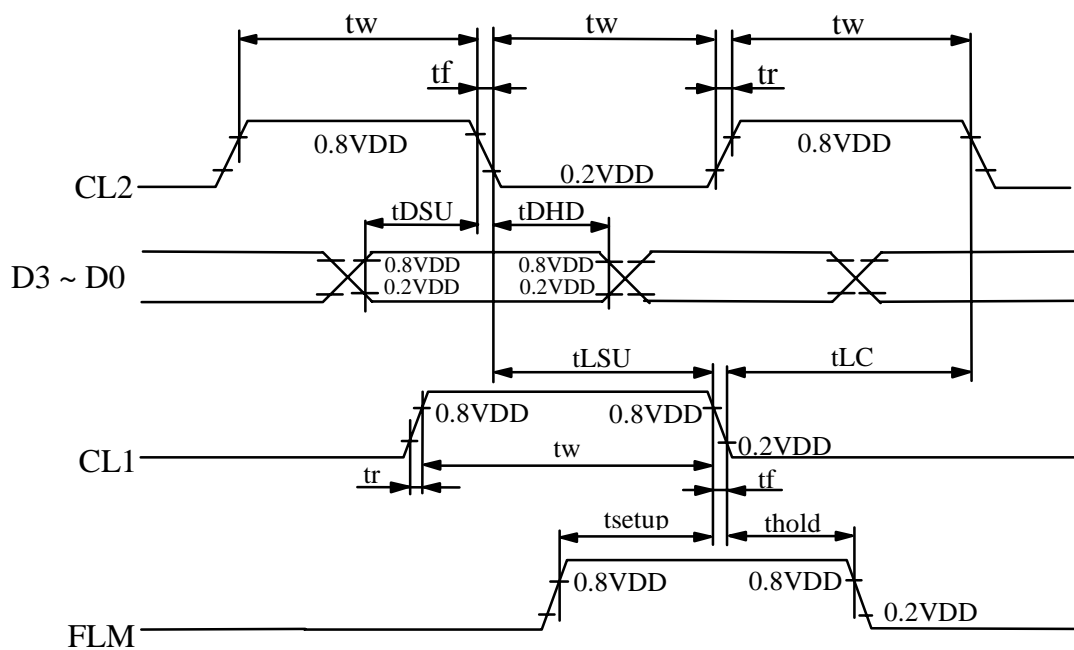 tw tw tw
tf tr
0.8VDD 0.8VDD
0.2VDD
CL2
tDSU tDHD
D3 ~ D0
0.8VDD 0.8VDD
0.2VDD 0.2VDD
tLSU tLC
0.8VDD 0.8VDD
0.2VDD
CL1
tw
tr tf
tsetup thold
0.8VDD 0.8VDD
0.2VDD
FLM